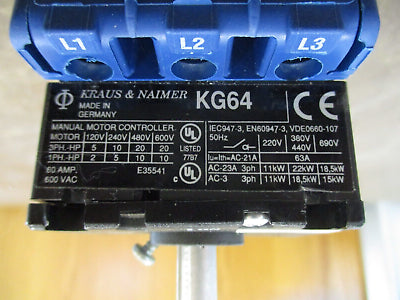 L1 L2 L3
KRAUS & NAIMER KG64 CE
MADE IN
GERMANY
MANUAL MOTOR CONTROLLER
MOTOR 120V 240V 480V 600V
3PH.-HP 5 10 20 20
1PH.-HP 2 5 10 10
60 AMP.
600 VAC
E35541
UL
LISTED
77B7
UL
IEC947-3, EN60947-3, VDE0660-107
50Hz 220V 380V 440V 690V
Iu=Ith=AC-21A 63A
AC-23A 3ph 11kW 22kW 18,5kW
AC-3 3ph 11kW 18,5kW 15kW